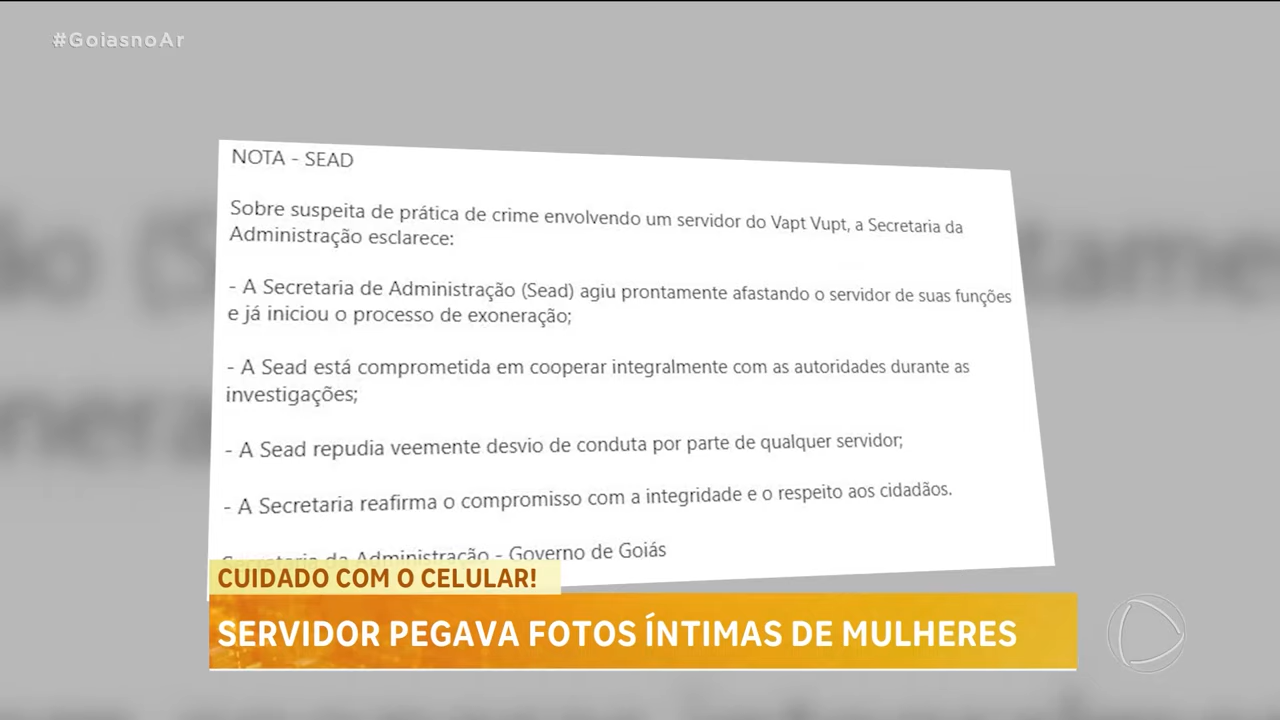 #GoiasnoAr
NOTA - SEAD
Sobre suspeita de prática de crime envolvendo um servidor do Vapt Vupt, a Secretaria da
Administração esclarece:
- A Secretaria de Administração (Sead) agiu prontamente afastando o servidor de suas funções
e já iniciou o processo de exoneração;
- A Sead está comprometida em cooperar integralmente com as autoridades durante as
investigações;
- A Sead repudia veemente desvio de conduta por parte de qualquer servidor;
- A Secretaria reafirma o compromisso com a integridade e o respeito aos cidadãos.
Secretaria da Administração - Governo de Goiás
CUIDADO COM O CELULAR!
SERVIDOR PEGAVA FOTOS ÍNTIMAS DE MULHERES